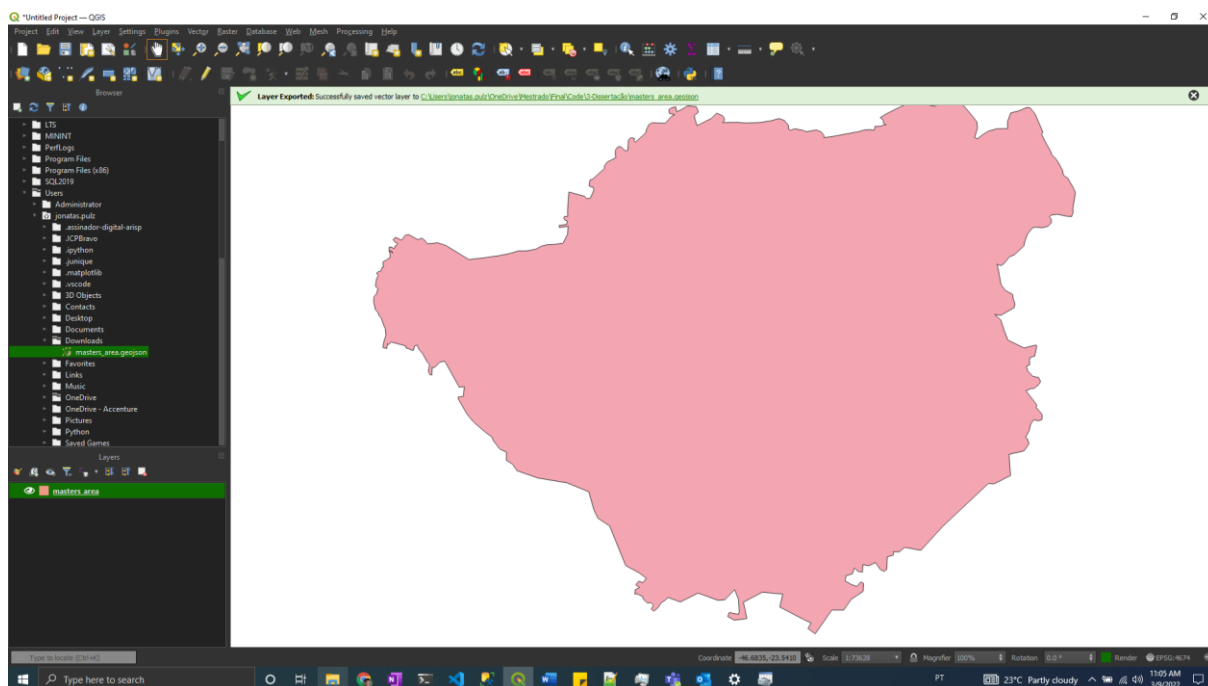 *Untitled Project — QGIS
Project Edit View Layer Settings Plugins Vector Raster Database Web Mesh Processing Help
Browser
Layer Exported: Successfully saved vector layer to C:\Users\jonatas.pulz\OneDrive\Mestrado\Final\Code\3-Dissertação\masters_area.geojson
LTS
MININT
PerfLogs
Program Files
Program Files (x86)
SQL2019
Users
Administrator
jonatas.pulz
.assinador-digital-arisp
.JCPBravo
.ipython
.junique
.matplotlib
.vscode
3D Objects
Contacts
Desktop
Documents
Downloads
masters_area.geojson
Favorites
Links
Music
OneDrive
OneDrive - Accenture
Pictures
Python
Saved Games
Layers
masters_area
Type to locate (Ctrl+K)
Coordinate -46.6835,-23.5410 Scale 1:73628 Magnifier 100% Rotation 0.0 ° Render EPSG:4674
Type here to search
PT
23°C Partly cloudy
11:05 AM
3/9/2022